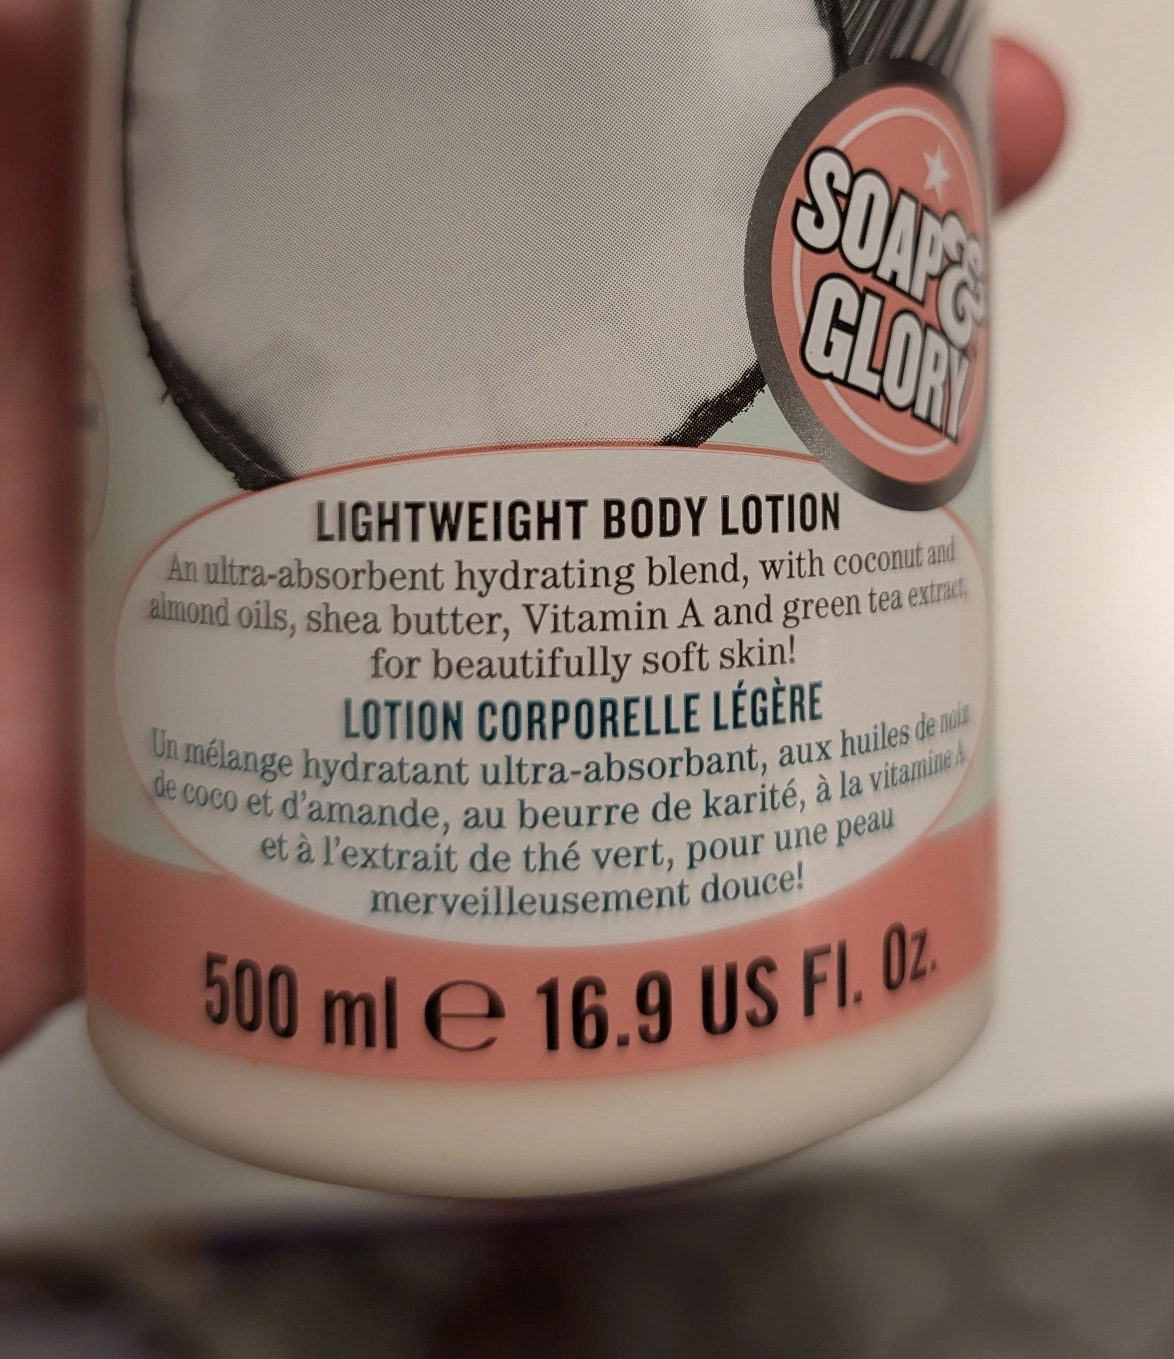 SOAP &
GLORY
LIGHTWEIGHT BODY LOTION
An ultra-absorbent hydrating blend, with coconut and
almond oils, shea butter, Vitamin A and green tea extract,
for beautifully soft skin!
LOTION CORPORELLE LÉGÈRE
Un mélange hydratant ultra-absorbant, aux huiles de noix
de coco et d'amande, au beurre de karité, à la vitamine A
et à l'extrait de thé vert, pour une peau
merveilleusement douce!
500 ml e 16.9 US Fl. Oz.